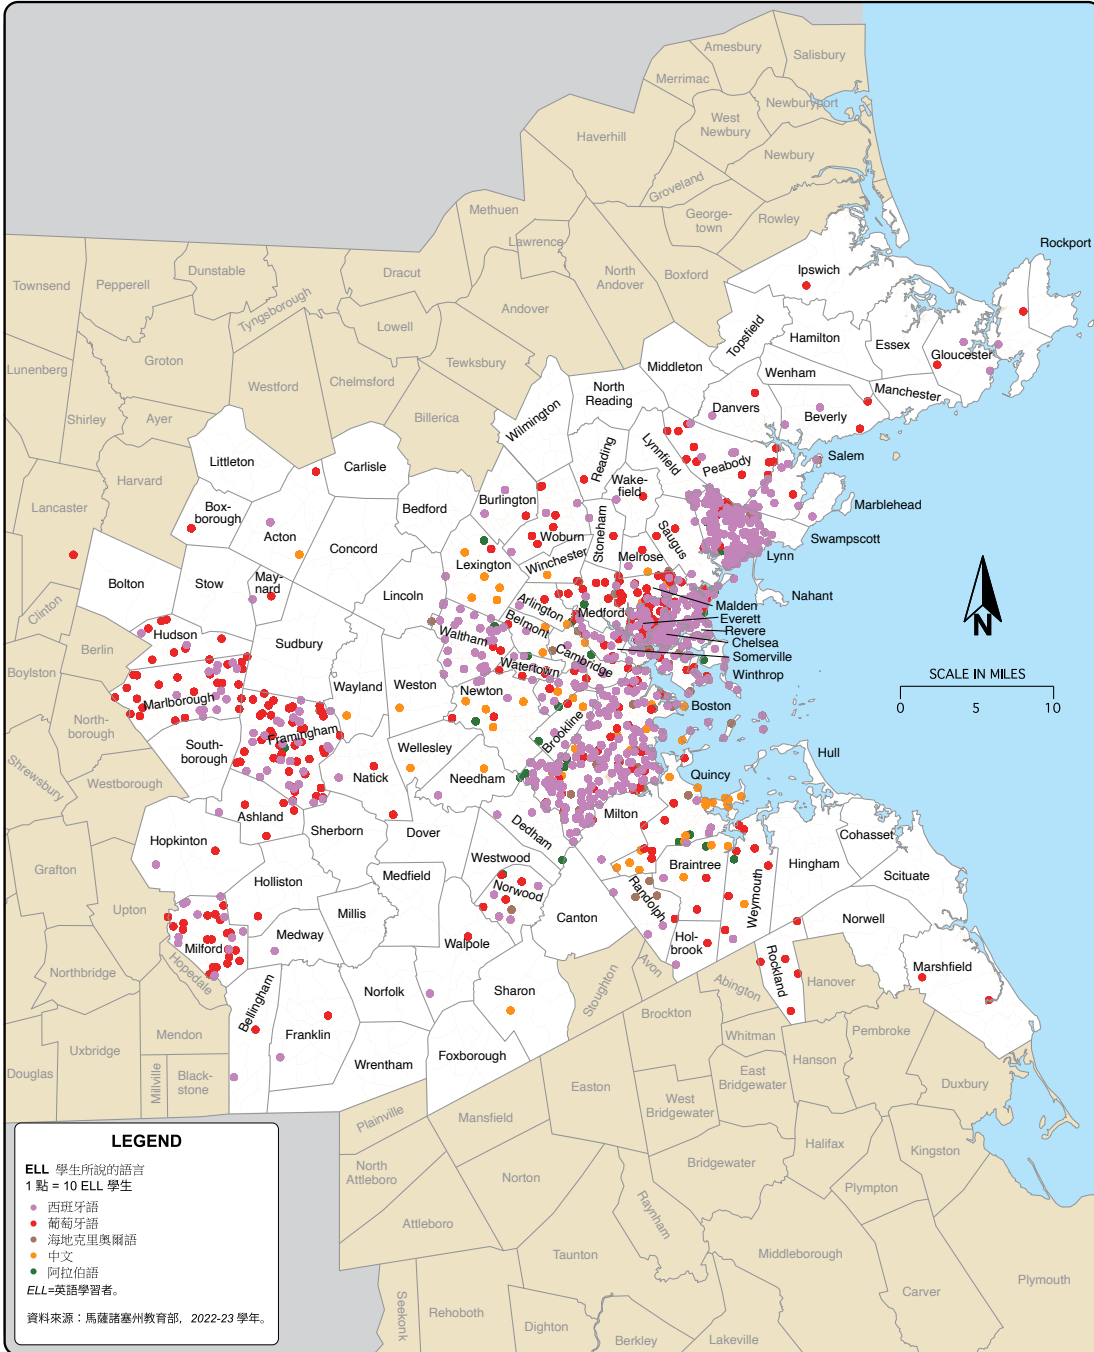 Amesbury
Salisbury
Merrimac
Newburyport
West
Newbury
Haverhill
Newbury
Groveland
Methuen
George-
town
Rowley
Lawrence
Rockport
Dunstable
Dracut
North
Andover
Boxford
Ipswich
Townsend
Pepperell
Tyngsborough
Andover
Lowell
Topsfield
Hamilton
Essex
Gloucester
Groton
Tewksbury
Middleton
Lunenberg
Westford
Chelmsford
Wenham
North
Reading
Manchester
Shirley
Ayer
Billerica
Wilmington
Danvers
Beverly
Littleton
Carlisle
Reading
Lynnfield
Peabody
Salem
Harvard
Wake-
field
Lancaster
Box-
borough
Bedford
Burlington
Marblehead
Acton
Woburn
Stoneham
Saugus
Swampscott
Concord
Winchester
Melrose
Lynn
Lexington
Bolton
Stow
May-
nard
Lincoln
Nahant
Arlington
Medford
Malden
Clinton
Everett
Belmont
Revere
Hudson
Waltham
Chelsea
Berlin
Sudbury
Cambridge
Somerville
Boylston
Watertown
Winthrop
SCALE IN MILES
0 5 10
N
Wayland
Weston
Newton
Marlborough
Boston
North-
borough
Framingham
Brookline
South-
borough
Wellesley
Hull
Shrewsbury
Westborough
Natick
Needham
Quincy
Ashland
Milton
Sherborn
Dover
Dedham
Cohasset
Hopkinton
Westwood
Braintree
Hingham
Grafton
Medfield
Scituate
Holliston
Norwood
Randolph
Weymouth
Upton
Millis
Canton
Norwell
Medway
Walpole
Hol-
brook
Milford
Rockland
Marshfield
Northbridge
Hopedale
Avon
Hanover
Stoughton
Abington
Norfolk
Sharon
Bellingham
Brockton
Franklin
Mendon
Whitman
Pembroke
Uxbridge
Wrentham
Foxborough
Hanson
Douglas
Millville
Black-
stone
East
Bridgewater
Duxbury
Easton
West
Bridgewater
Plainville
Mansfield
Halifax
Kingston
North
Attleboro
Norton
Bridgewater
Plympton
Raynham
Attleboro
Taunton
Middleborough
Plymouth
Carver
Seekonk
Rehoboth
Dighton
Berkley
Lakeville
LEGEND
ELL 學生所說的語言
1 點 = 10 ELL 學生
西班牙語
葡萄牙語
海地克里奧爾語
中文
阿拉伯語
ELL=英語學習者。
資料來源：馬薩諸塞州教育部，2022-23 學年。